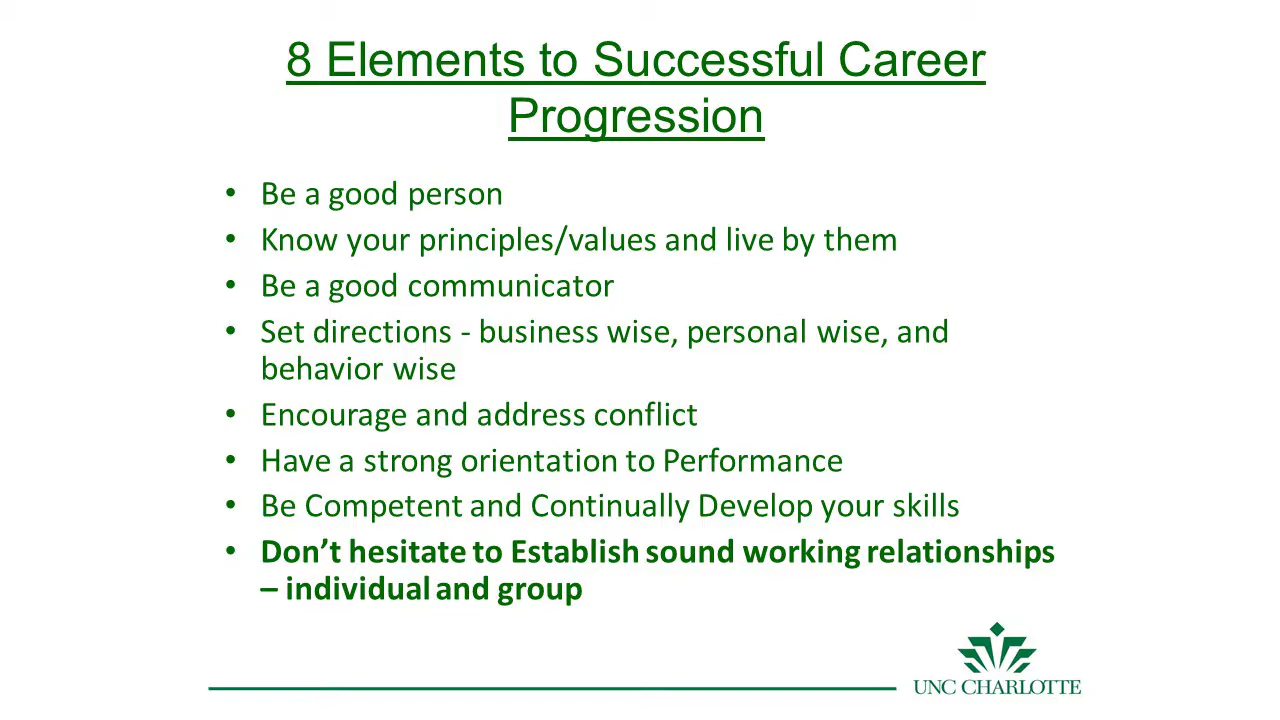 8 Elements to Successful Career
Progression
• Be a good person
• Know your principles/values and live by them
• Be a good communicator
• Set directions - business wise, personal wise, and
behavior wise
• Encourage and address conflict
• Have a strong orientation to Performance
• Be Competent and Continually Develop your skills
• Don’t hesitate to Establish sound working relationships
– individual and group
UNC CHARLOTTE